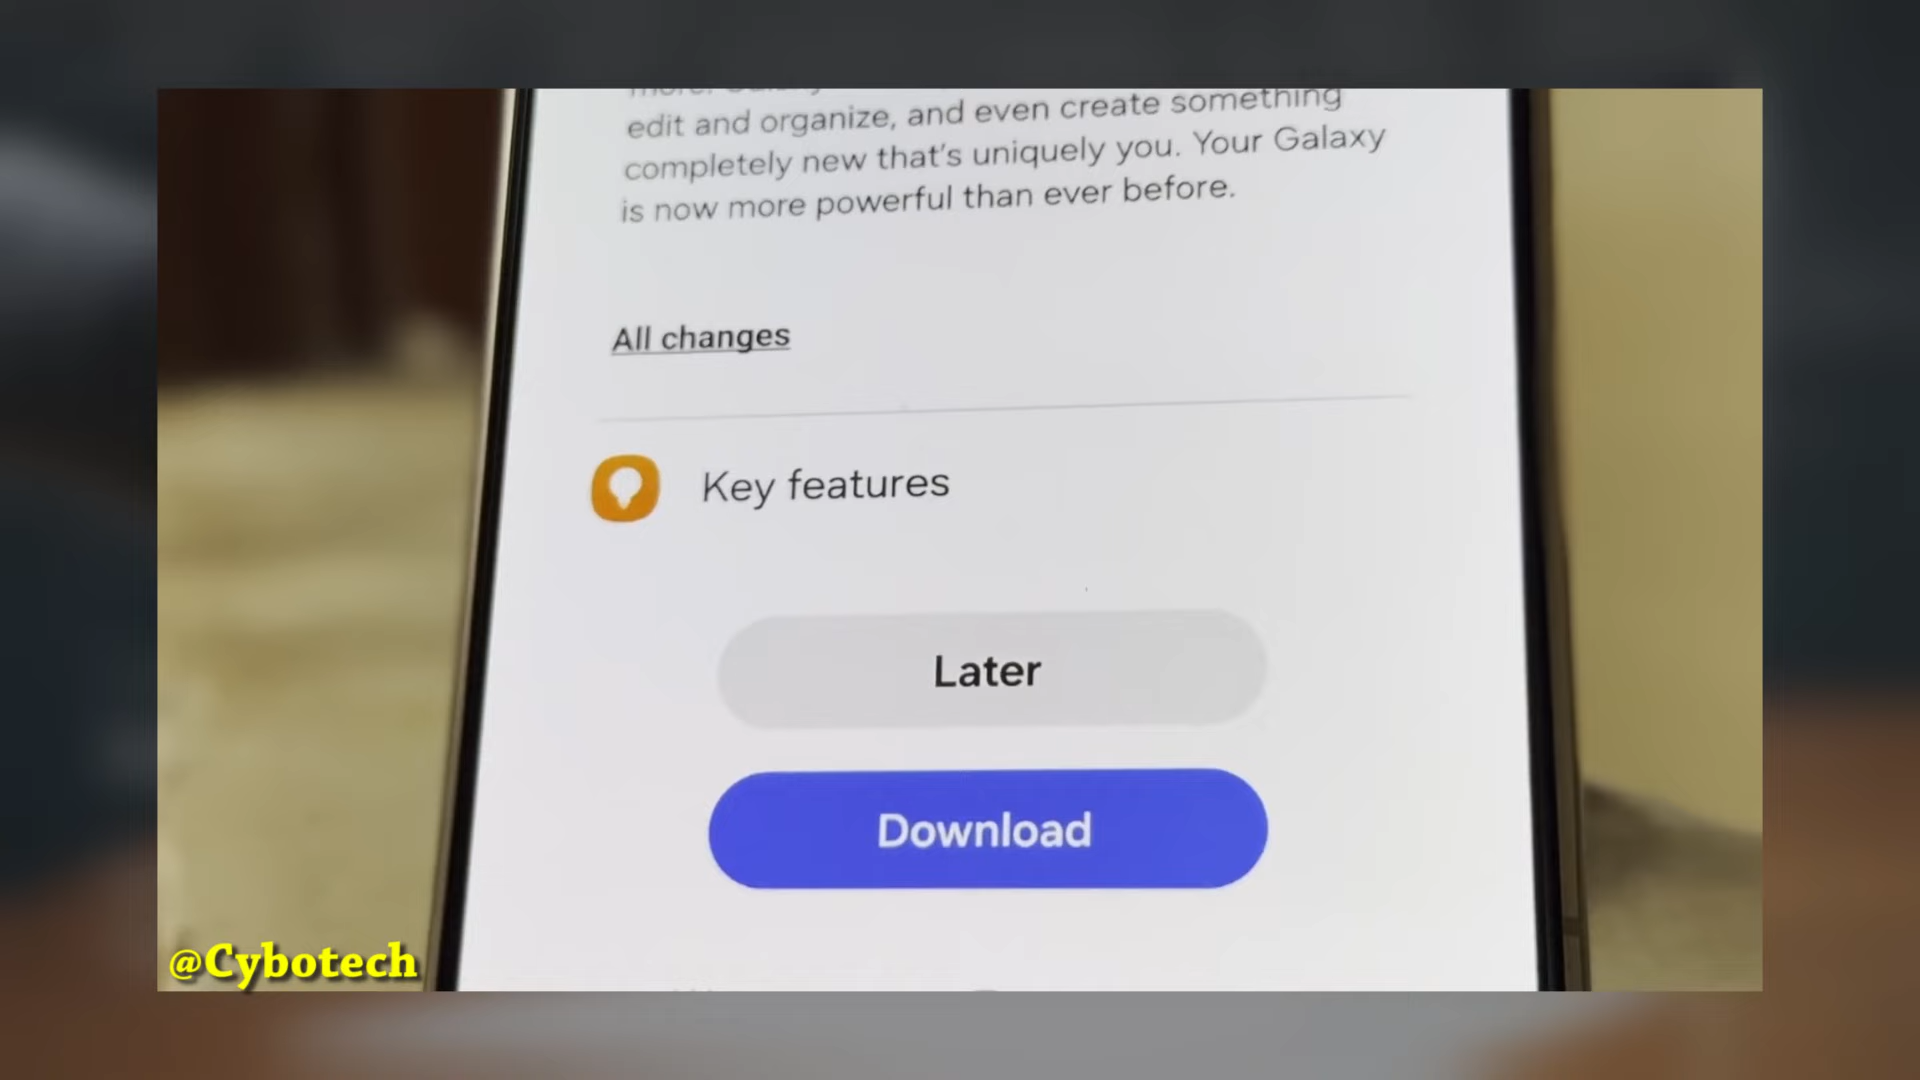 edit and organize, and even create something
completely new that's uniquely you. Your Galaxy
is now more powerful than ever before.
All changes
Key features
Later
Download
@Cybotech